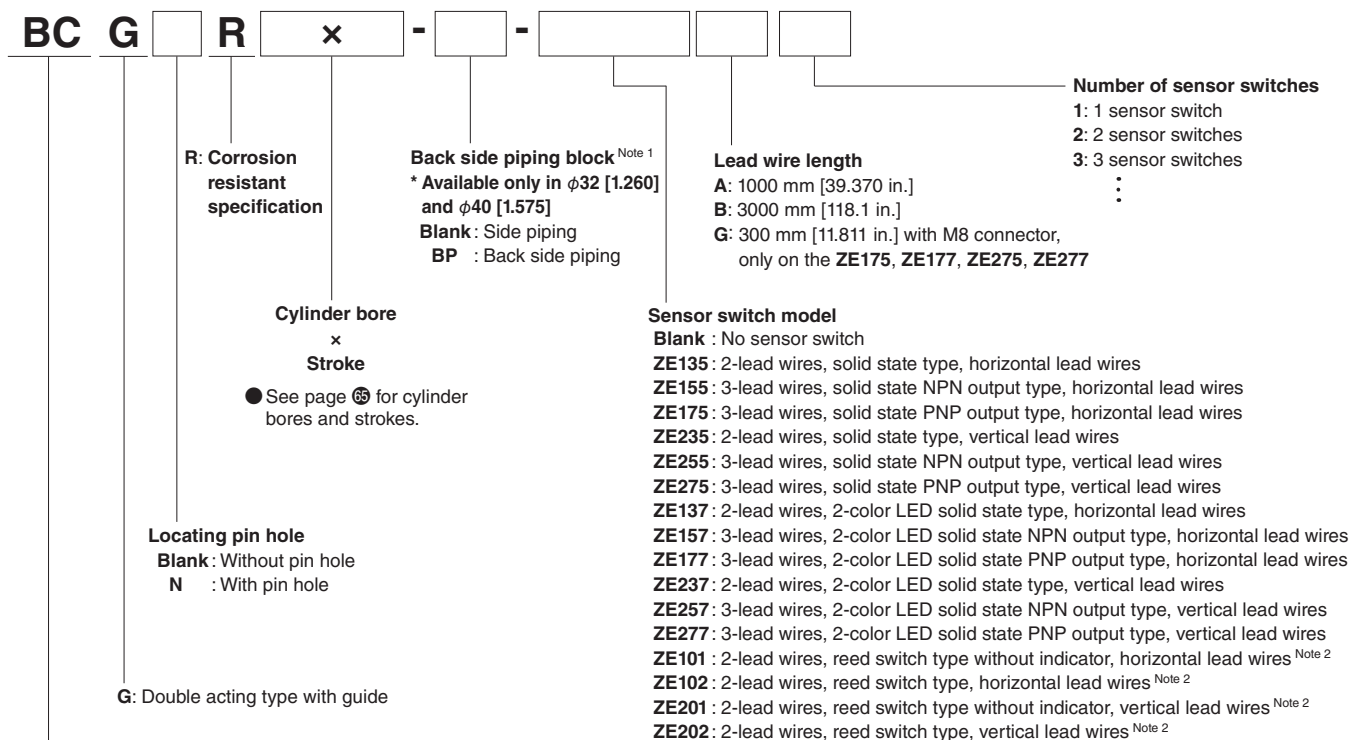 BC G R × - -
Number of sensor switches
1: 1 sensor switch
2: 2 sensor switches
3: 3 sensor switches
⋮
R: Corrosion
resistant
specification
Back side piping block Note 1
* Available only in φ32 [1.260]
and φ40 [1.575]
Blank: Side piping
BP : Back side piping
Lead wire length
A: 1000 mm [39.370 in.]
B: 3000 mm [118.1 in.]
G: 300 mm [11.811 in.] with M8 connector,
only on the ZE175, ZE177, ZE275, ZE277
Cylinder bore
×
Stroke
●See page 65 for cylinder
bores and strokes.
Sensor switch model
Blank : No sensor switch
ZE135: 2-lead wires, solid state type, horizontal lead wires
ZE155: 3-lead wires, solid state NPN output type, horizontal lead wires
ZE175: 3-lead wires, solid state PNP output type, horizontal lead wires
ZE235: 2-lead wires, solid state type, vertical lead wires
ZE255: 3-lead wires, solid state NPN output type, vertical lead wires
ZE275: 3-lead wires, solid state PNP output type, vertical lead wires
ZE137: 2-lead wires, 2-color LED solid state type, horizontal lead wires
ZE157: 3-lead wires, 2-color LED solid state NPN output type, horizontal lead wires
ZE177: 3-lead wires, 2-color LED solid state PNP output type, horizontal lead wires
ZE237: 2-lead wires, 2-color LED solid state type, vertical lead wires
ZE257: 3-lead wires, 2-color LED solid state NPN output type, vertical lead wires
ZE277: 3-lead wires, 2-color LED solid state PNP output type, vertical lead wires
ZE101: 2-lead wires, reed switch type without indicator, horizontal lead wires Note 2
ZE102: 2-lead wires, reed switch type, horizontal lead wires Note 2
ZE201: 2-lead wires, reed switch type without indicator, vertical lead wires Note 2
ZE202: 2-lead wires, reed switch type, vertical lead wires Note 2
Locating pin hole
Blank: Without pin hole
N : With pin hole
G: Double acting type with guide